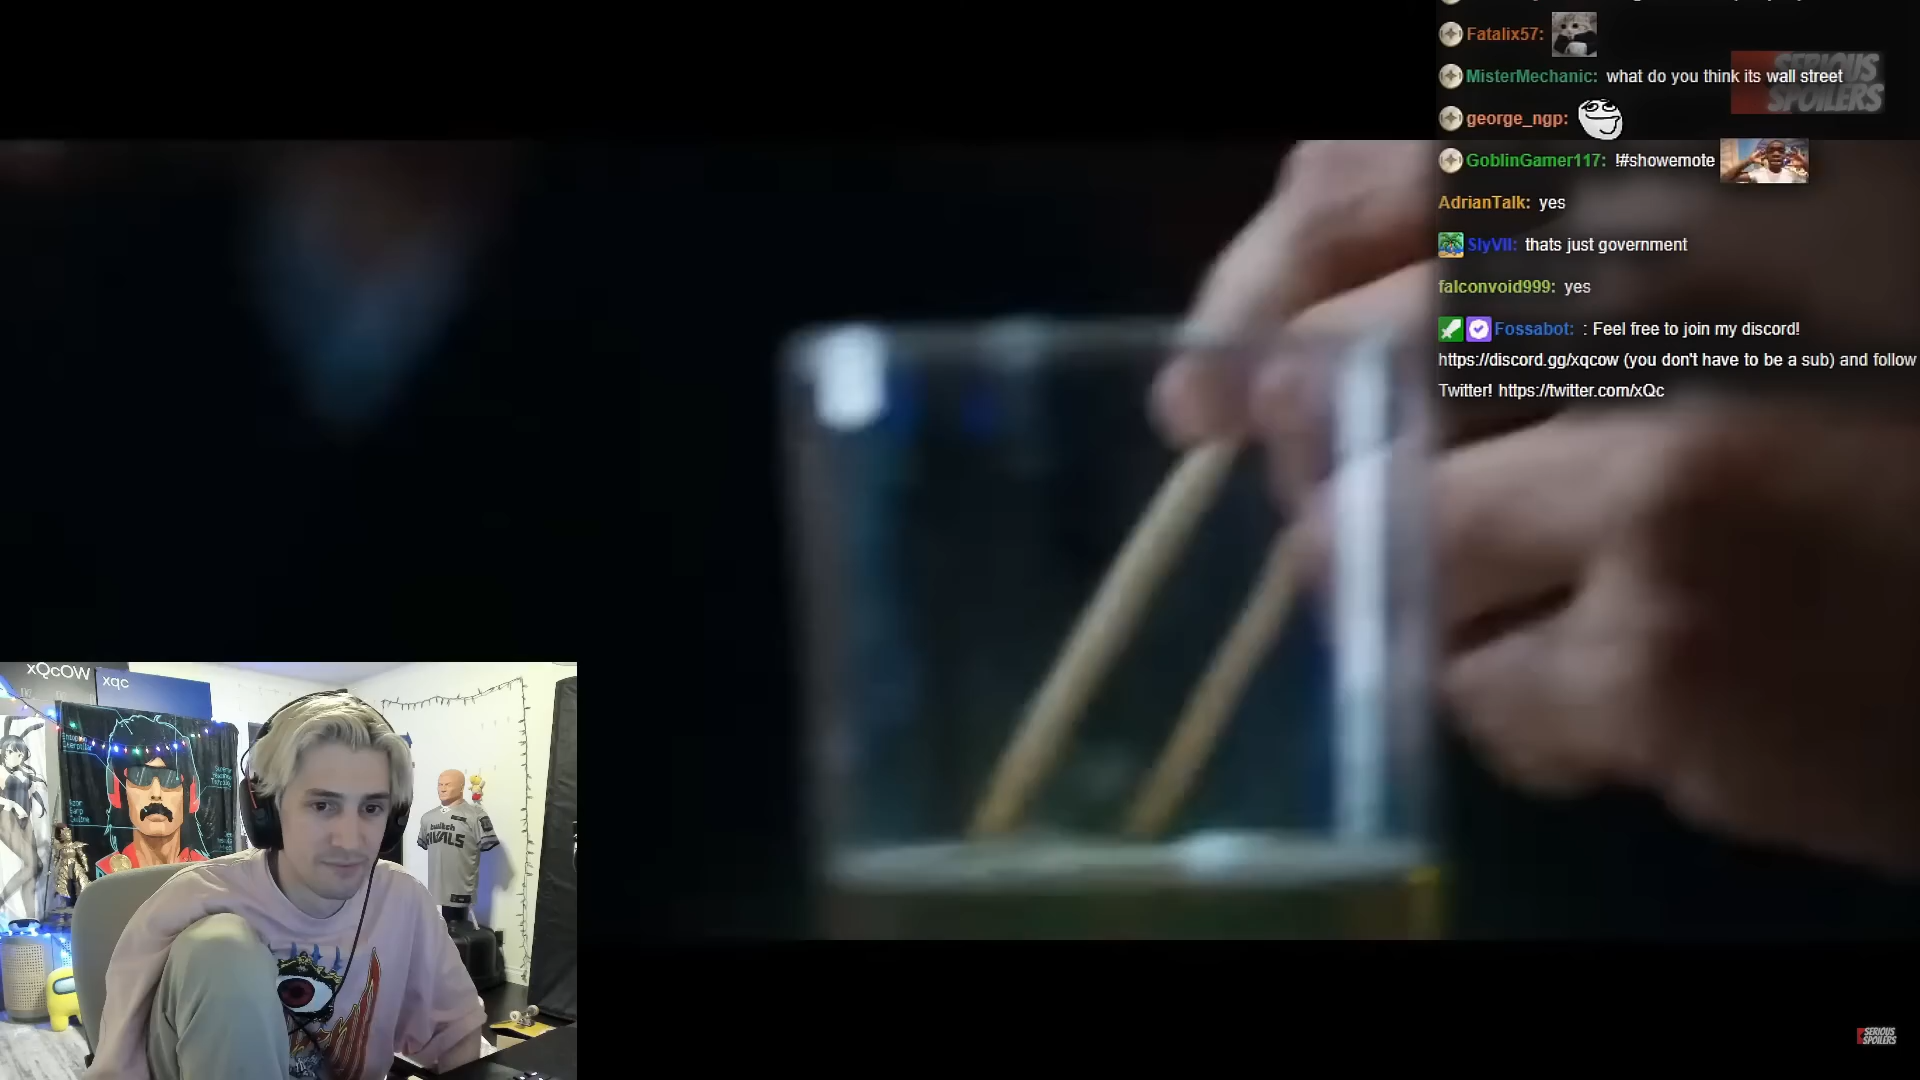 Fatalix57:
MisterMechanic: what do you think its wall street
SERIOUS
SPOILERS
george_ngp:
GoblinGamer117: !#showemote
AdrianTalk: yes
SlyVII: thats just government
falconvoid999: yes
Fossabot: : Feel free to join my discord!
https://discord.gg/xqcow (you don't have to be a sub) and follow
Twitter! https://twitter.com/xQc
xQcOW
xqc
twitch
RIVALS
SERIOUS
SPOILERS